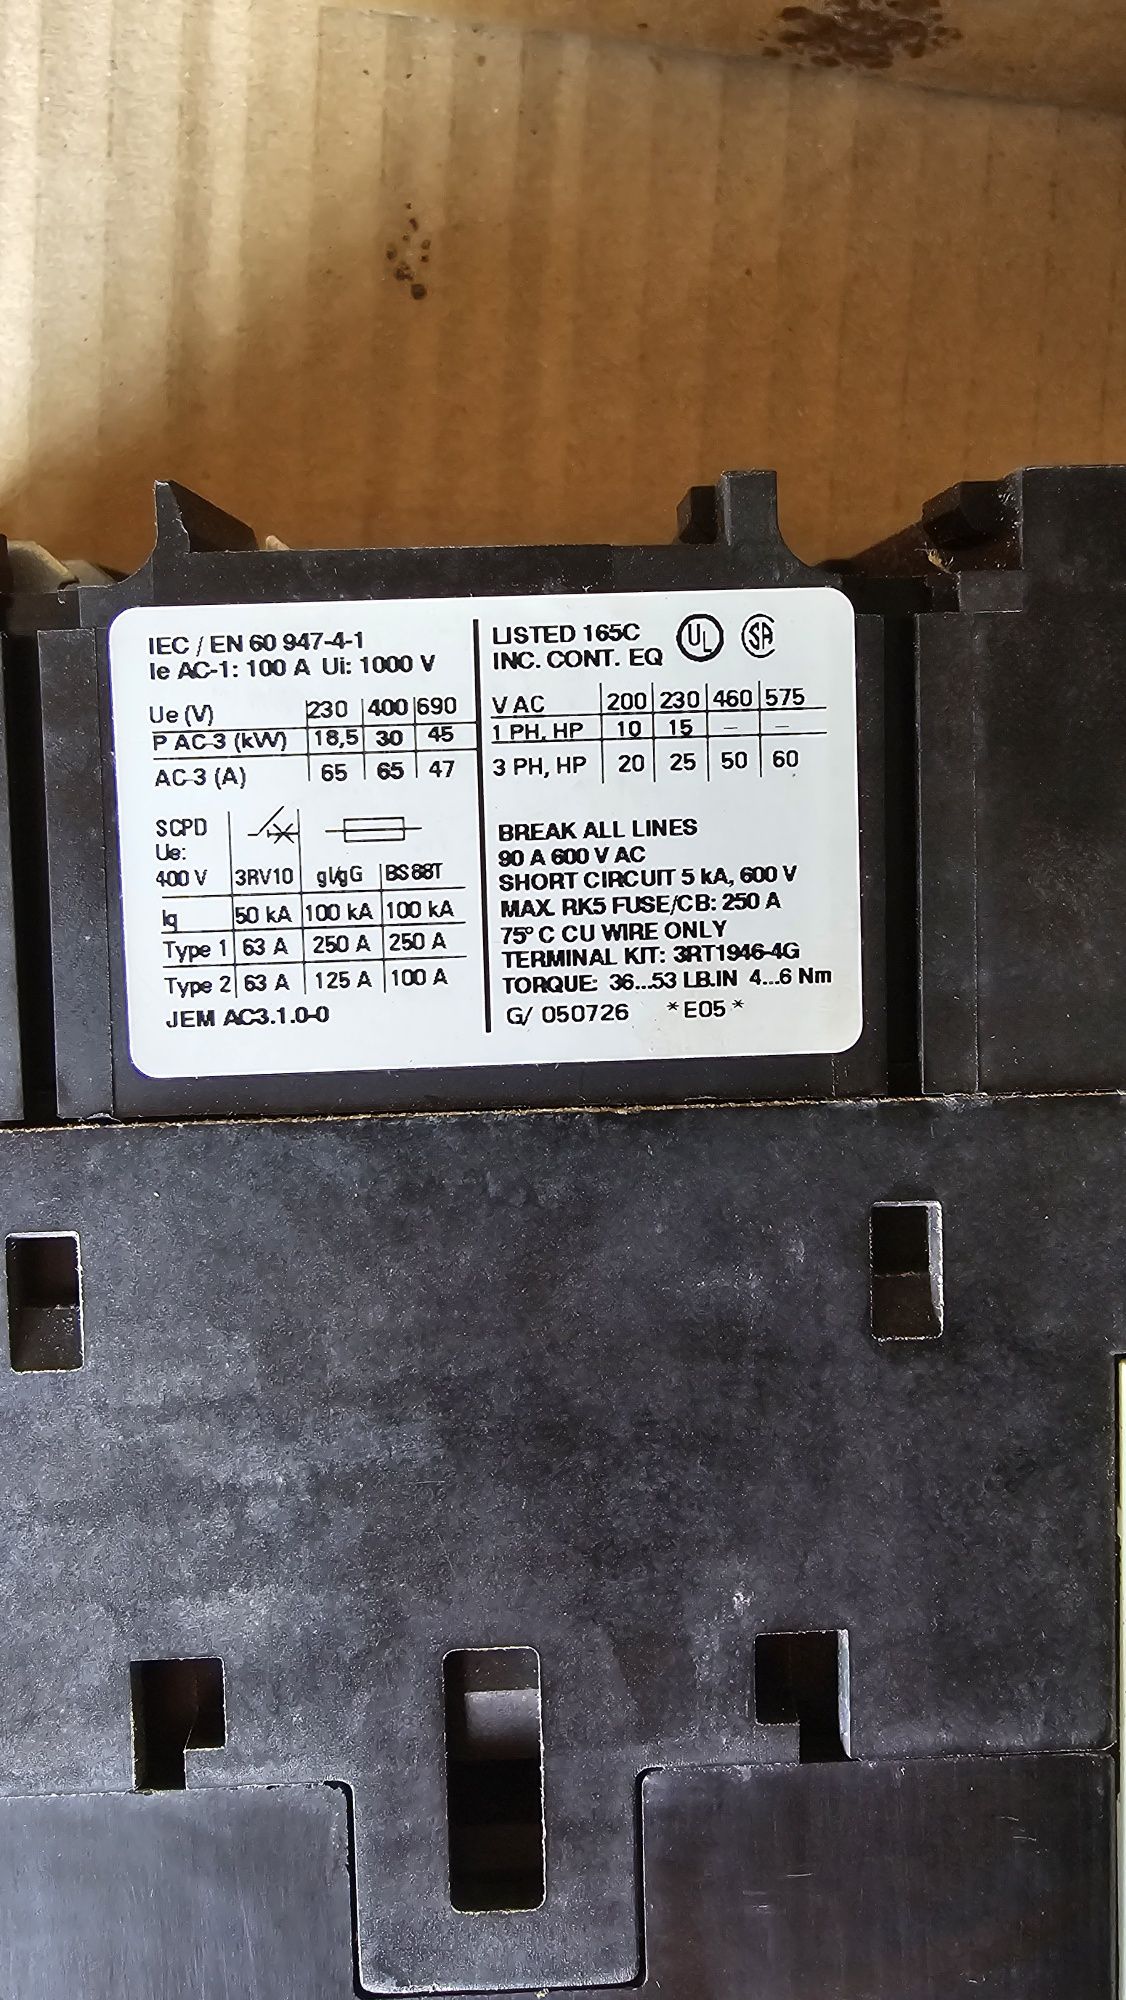 IEC / EN 60 947-4-1
Ie AC-1: 100 A Ui: 1000 V
Ue (V) 230 400 690
P AC-3 (kW) 18,5 30 45
AC-3 (A) 65 65 47
SCPD
Ue:
400 V 3RV10 gl/gG BS88T
Iq 50 kA 100 kA 100 kA
Type 1 63 A 250 A 250 A
Type 2 63 A 125 A 100 A
JEM AC3.1.0-0
LISTED 165C UL SA
INC. CONT. EQ
V AC 200 230 460 575
1 PH, HP 10 15 – –
3 PH, HP 20 25 50 60
BREAK ALL LINES
90 A 600 V AC
SHORT CIRCUIT 5 kA, 600 V
MAX. RK5 FUSE/CB: 250 A
75° C CU WIRE ONLY
TERMINAL KIT: 3RT1946-4G
TORQUE: 36...53 LB.IN 4...6 Nm
G/ 050726 *E05*